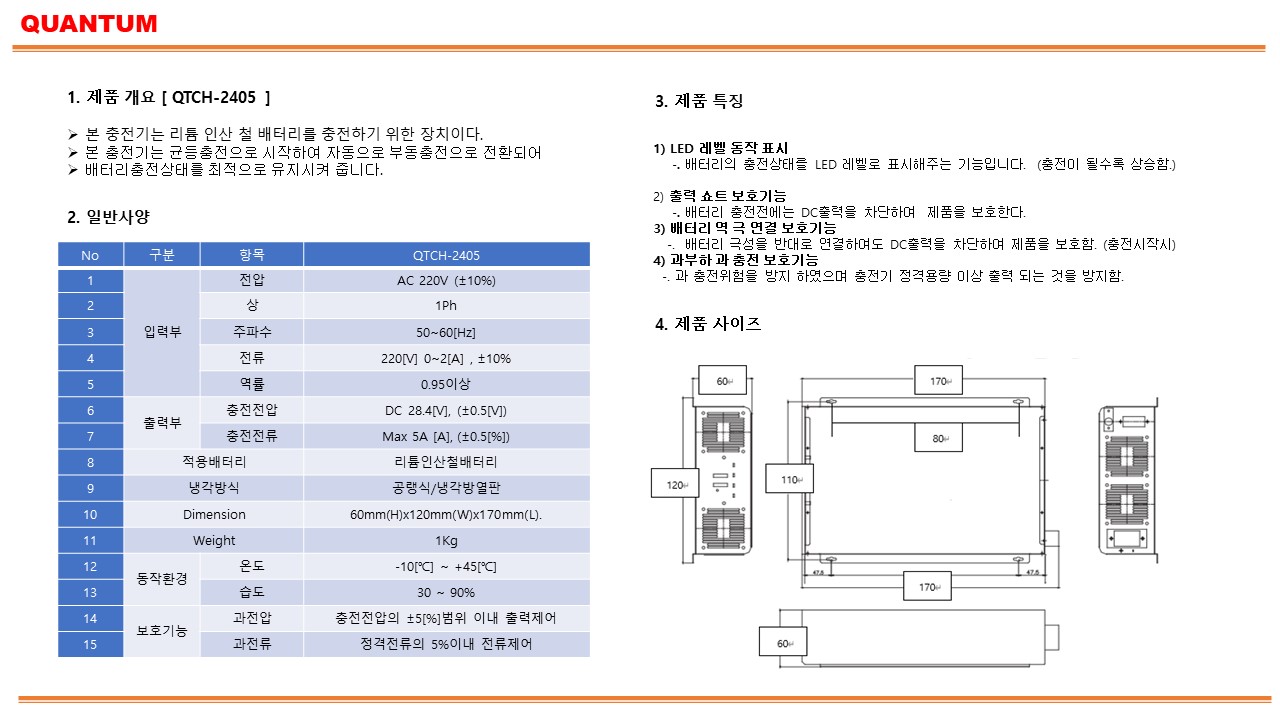 QUANTUM
1. 제품 개요 [ QTCH-2405 ]
➢ 본 충전기는 리튬 인산 철 배터리를 충전하기 위한 장치이다.
➢ 본 충전기는 균등충전으로 시작하여 자동으로 부동충전으로 전환되어
➢ 배터리충전상태를 최적으로 유지시켜 줍니다.
2. 일반사양
No 구분 항목 QTCH-2405
1 입력부 전압 AC 220V (±10%)
2 상 1Ph
3 주파수 50~60[Hz]
4 전류 220[V] 0~2[A] , ±10%
5 역률 0.95이상
6 출력부 충전전압 DC 28.4[V], (±0.5[V])
7 충전전류 Max 5A [A], (±0.5[%])
8 적용배터리 리튬인산철배터리
9 냉각방식 공랭식/냉각방열판
10 Dimension 60mm(H)x120mm(W)x170mm(L).
11 Weight 1Kg
12 동작환경 온도 -10[℃] ~ +45[℃]
13 습도 30 ~ 90%
14 보호기능 과전압 충전전압의 ±5[%]범위 이내 출력제어
15 과전류 정격전류의 5%이내 전류제어
3. 제품 특징
1) LED 레벨 동작 표시
-. 배터리의 충전상태를 LED 레벨로 표시해주는 기능입니다. (충전이 될수록 상승함.)
2) 출력 쇼트 보호기능
-. 배터리 충전전에는 DC출력을 차단하여 제품을 보호한다.
3) 배터리 역 극 연결 보호기능
-. 배터리 극성을 반대로 연결하여도 DC출력을 차단하여 제품을 보호함. (충전시작시)
4) 과부하 과 충전 보호기능
-. 과 충전위험을 방지 하였으며 충전기 정격용량 이상 출력 되는 것을 방지함.
4. 제품 사이즈
60
170
80
120
110
47.5
47.5
170
60